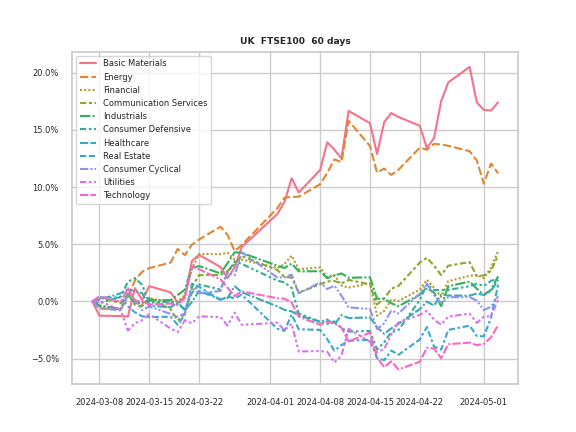 UK FTSE100 60 days
Basic Materials
Energy
Financial
Communication Services
Industrials
Consumer Defensive
Healthcare
Real Estate
Consumer Cyclical
Utilities
Technology
20.0%
15.0%
10.0%
5.0%
0.0%
−5.0%
2024-03-08 2024-03-15 2024-03-22 2024-04-01 2024-04-08 2024-04-15 2024-04-22 2024-05-01